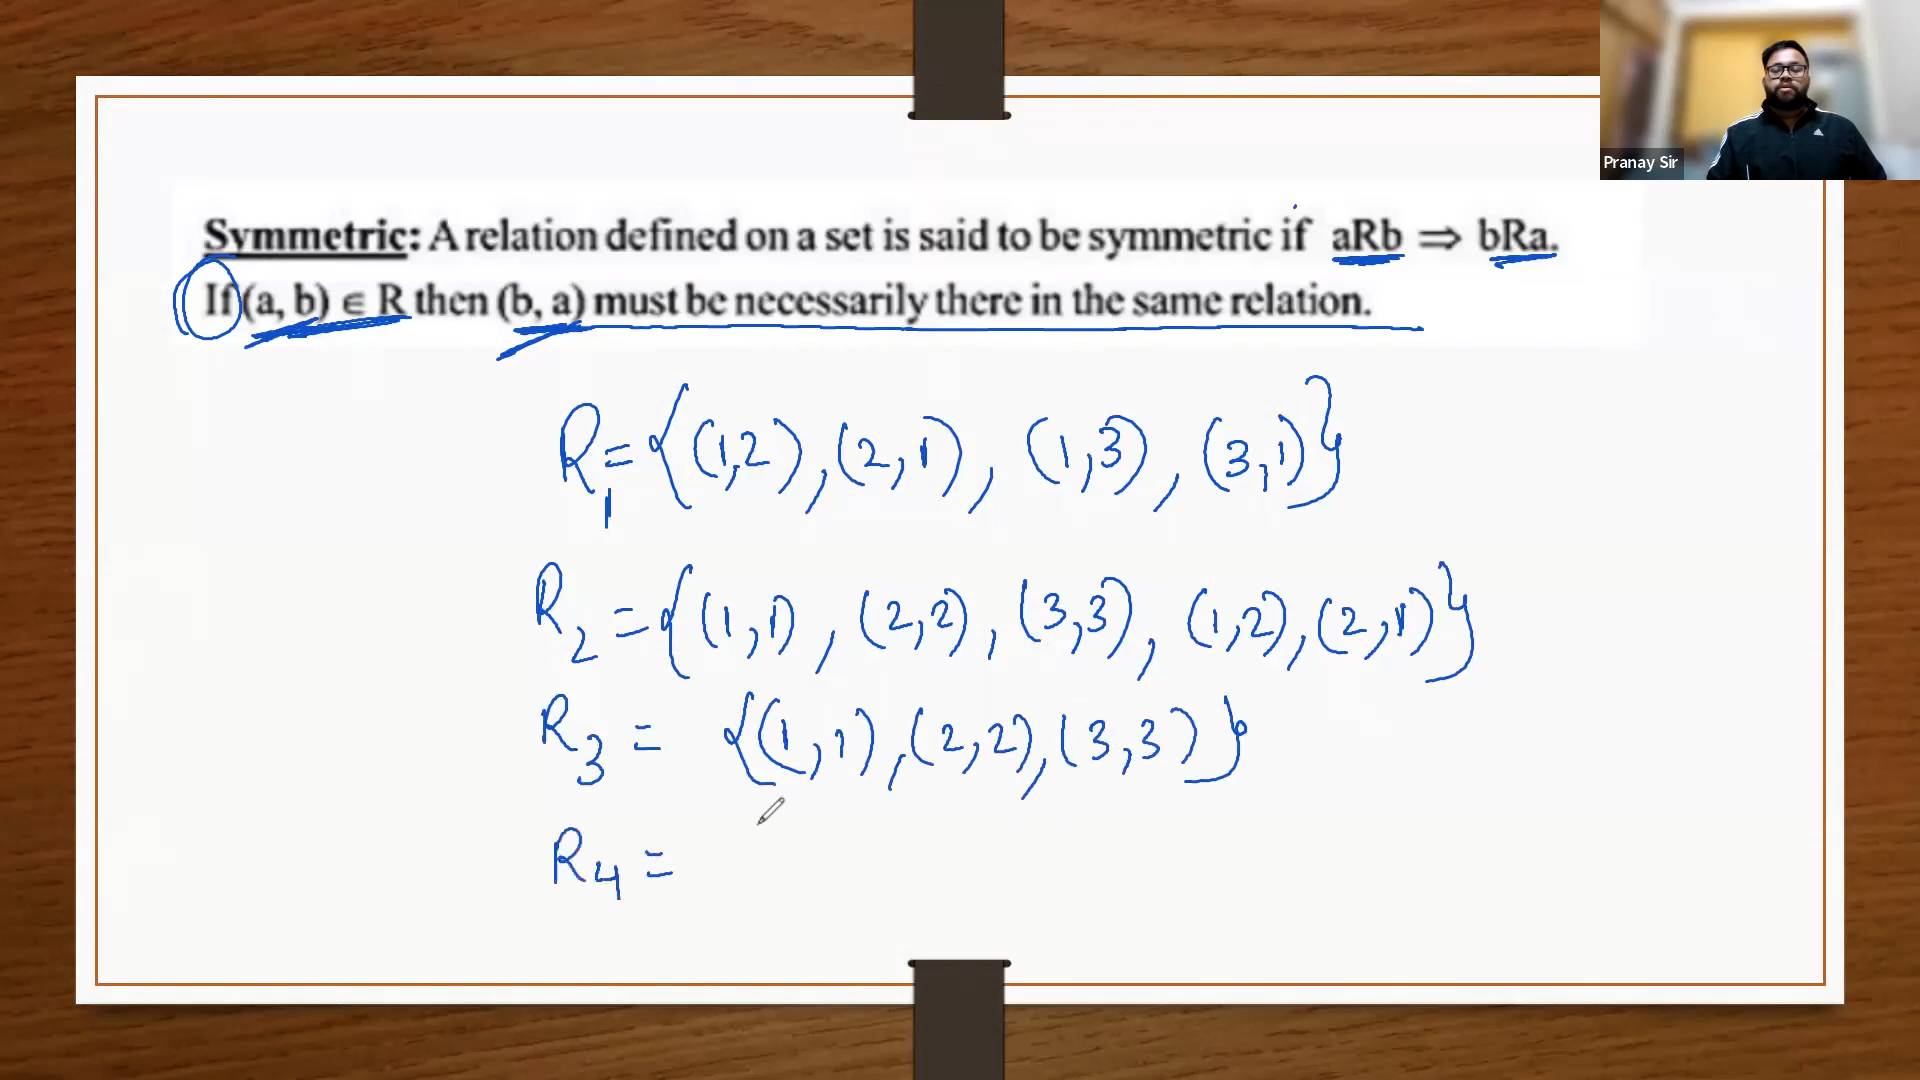 Pranay Sir
Symmetric: A relation defined on a set is said to be symmetric if aRb ⇒ bRa.
If (a, b) ∈ R then (b, a) must be necessarily there in the same relation.
R₁ = {(1,2), (2,1), (1,3), (3,1)}
R₂ = {(1,1), (2,2), (3,3), (1,2), (2,1)}
R₃ = {(1,1), (2,2), (3,3)}
R₄ =